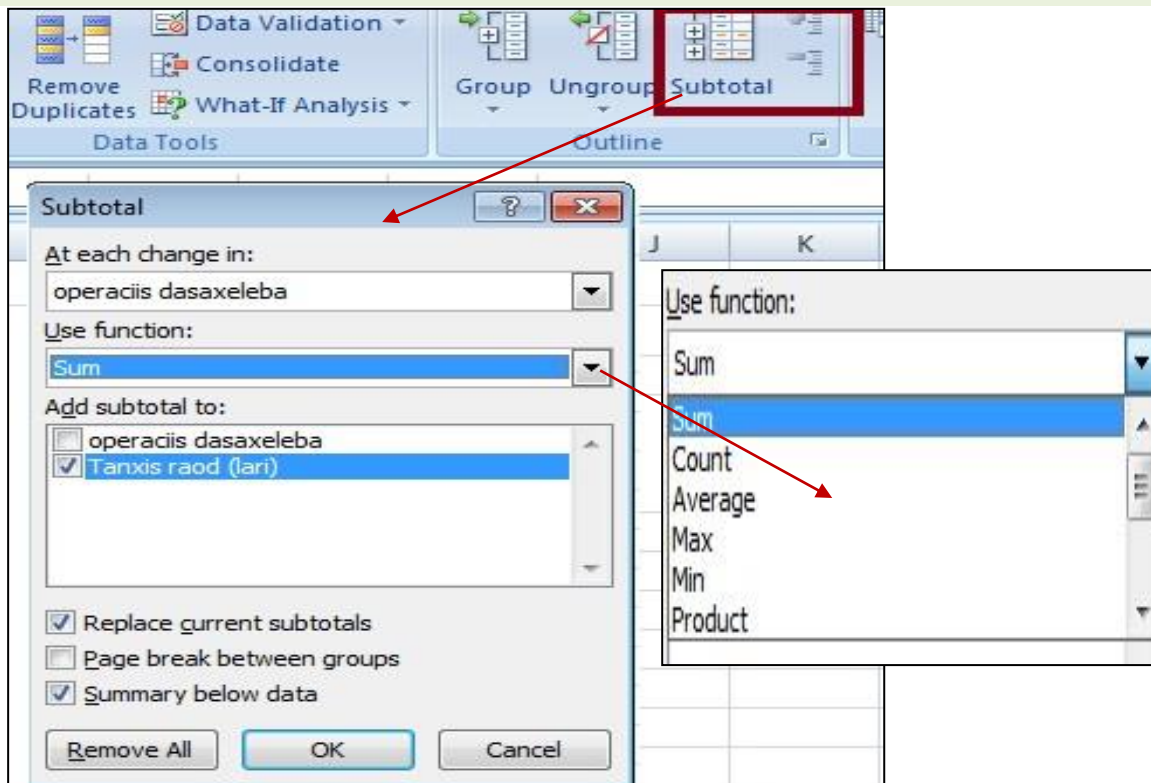 Data Validation
Consolidate
Remove
Duplicates
What-If Analysis
Group
Ungroup
Subtotal
Data Tools
Outline
Subtotal
J
K
At each change in:
operaciis dasaxeleba
Use function:
Sum
Add subtotal to:
operaciis dasaxeleba
Tanxis raod (lari)
Replace current subtotals
Page break between groups
Summary below data
Remove All
OK
Cancel
Use function:
Sum
Sum
Count
Average
Max
Min
Product